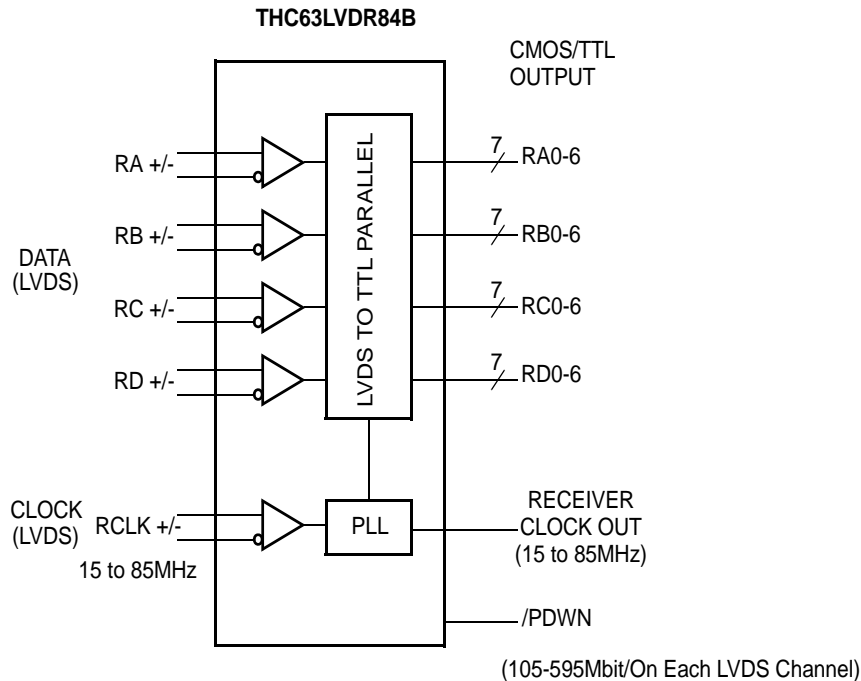 THC63LVDR84B
CMOS/TTL
OUTPUT
DATA
(LVDS)
RA +/-
RB +/-
RC +/-
RD +/-
LVDS TO TTL PARALLEL
7
RA0-6
7
RB0-6
7
RC0-6
7
RD0-6
CLOCK
(LVDS)
RCLK +/-
15 to 85MHz
PLL
RECEIVER
CLOCK OUT
(15 to 85MHz)
/PDWN
(105-595Mbit/On Each LVDS Channel)